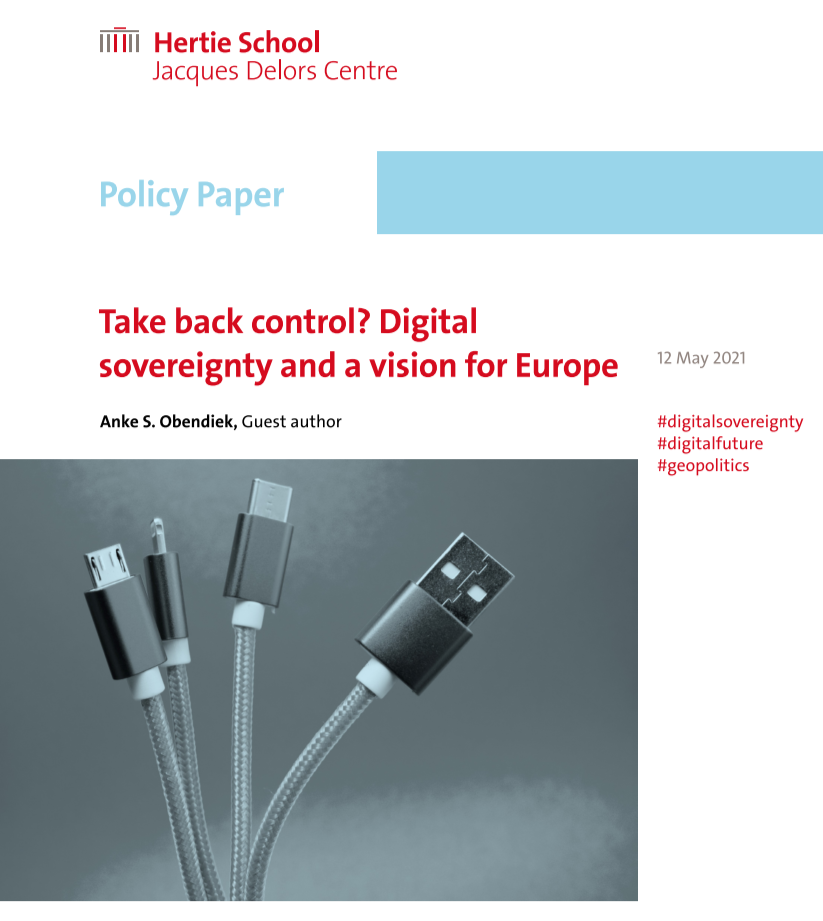 Hertie School
Jacques Delors Centre
Policy Paper
Take back control? Digital
sovereignty and a vision for Europe
12 May 2021
Anke S. Obendiek, Guest author
#digitalsovereignty
#digitalfuture
#geopolitics